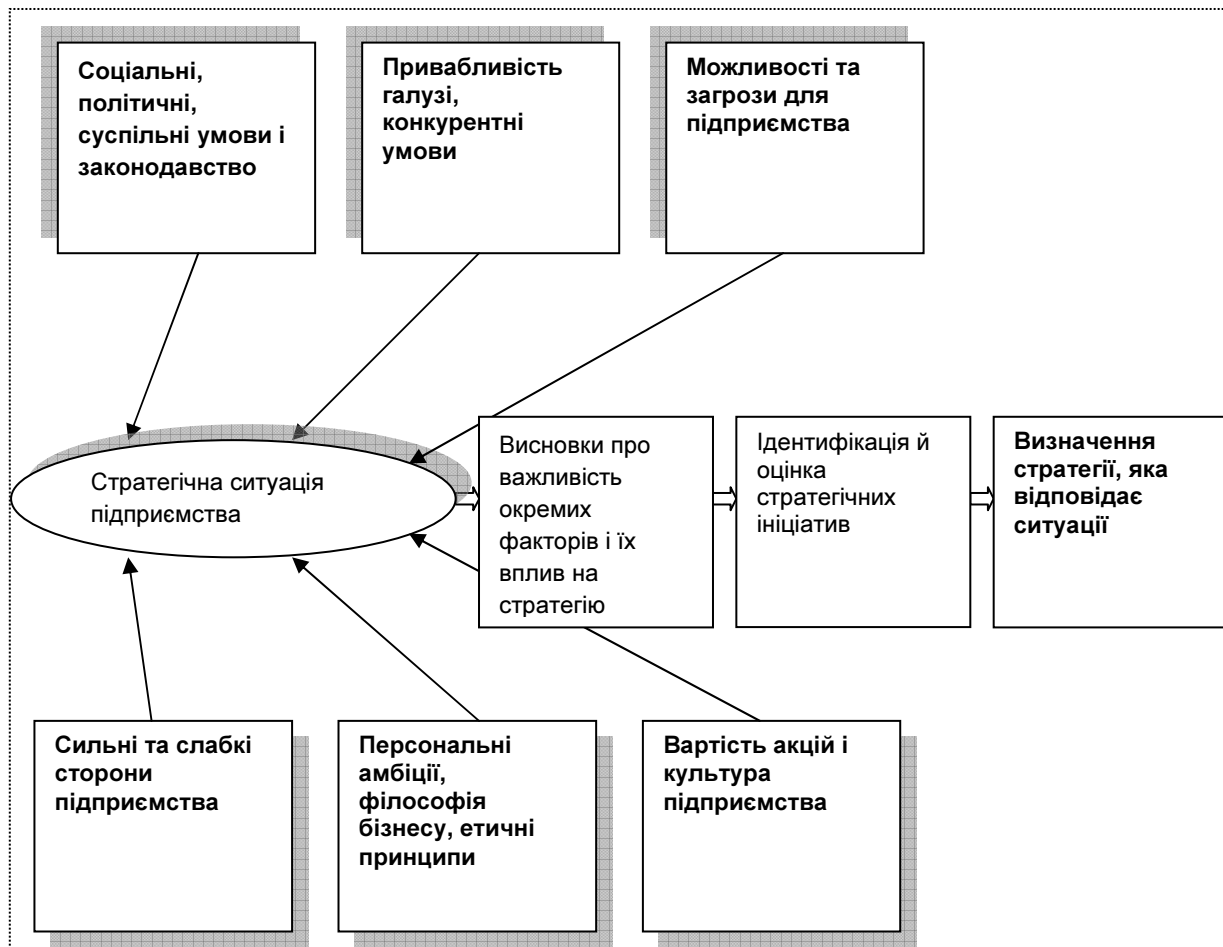 Соціальні,
політичні,
суспільні умови і
законодавство
Привабливість
галузі,
конкурентні
умови
Можливості та
загрози для
підприємства
Стратегічна ситуація
підприємства
Висновки про
важливість
окремих
факторів і їх
вплив на
стратегію
Ідентифікація й
оцінка
стратегічних
ініціатив
Визначення
стратегії, яка
відповідає
ситуації
Сильні та слабкі
сторони
підприємства
Персональні
амбіції,
філософія
бізнесу, етичні
принципи
Вартість акцій і
культура
підприємства